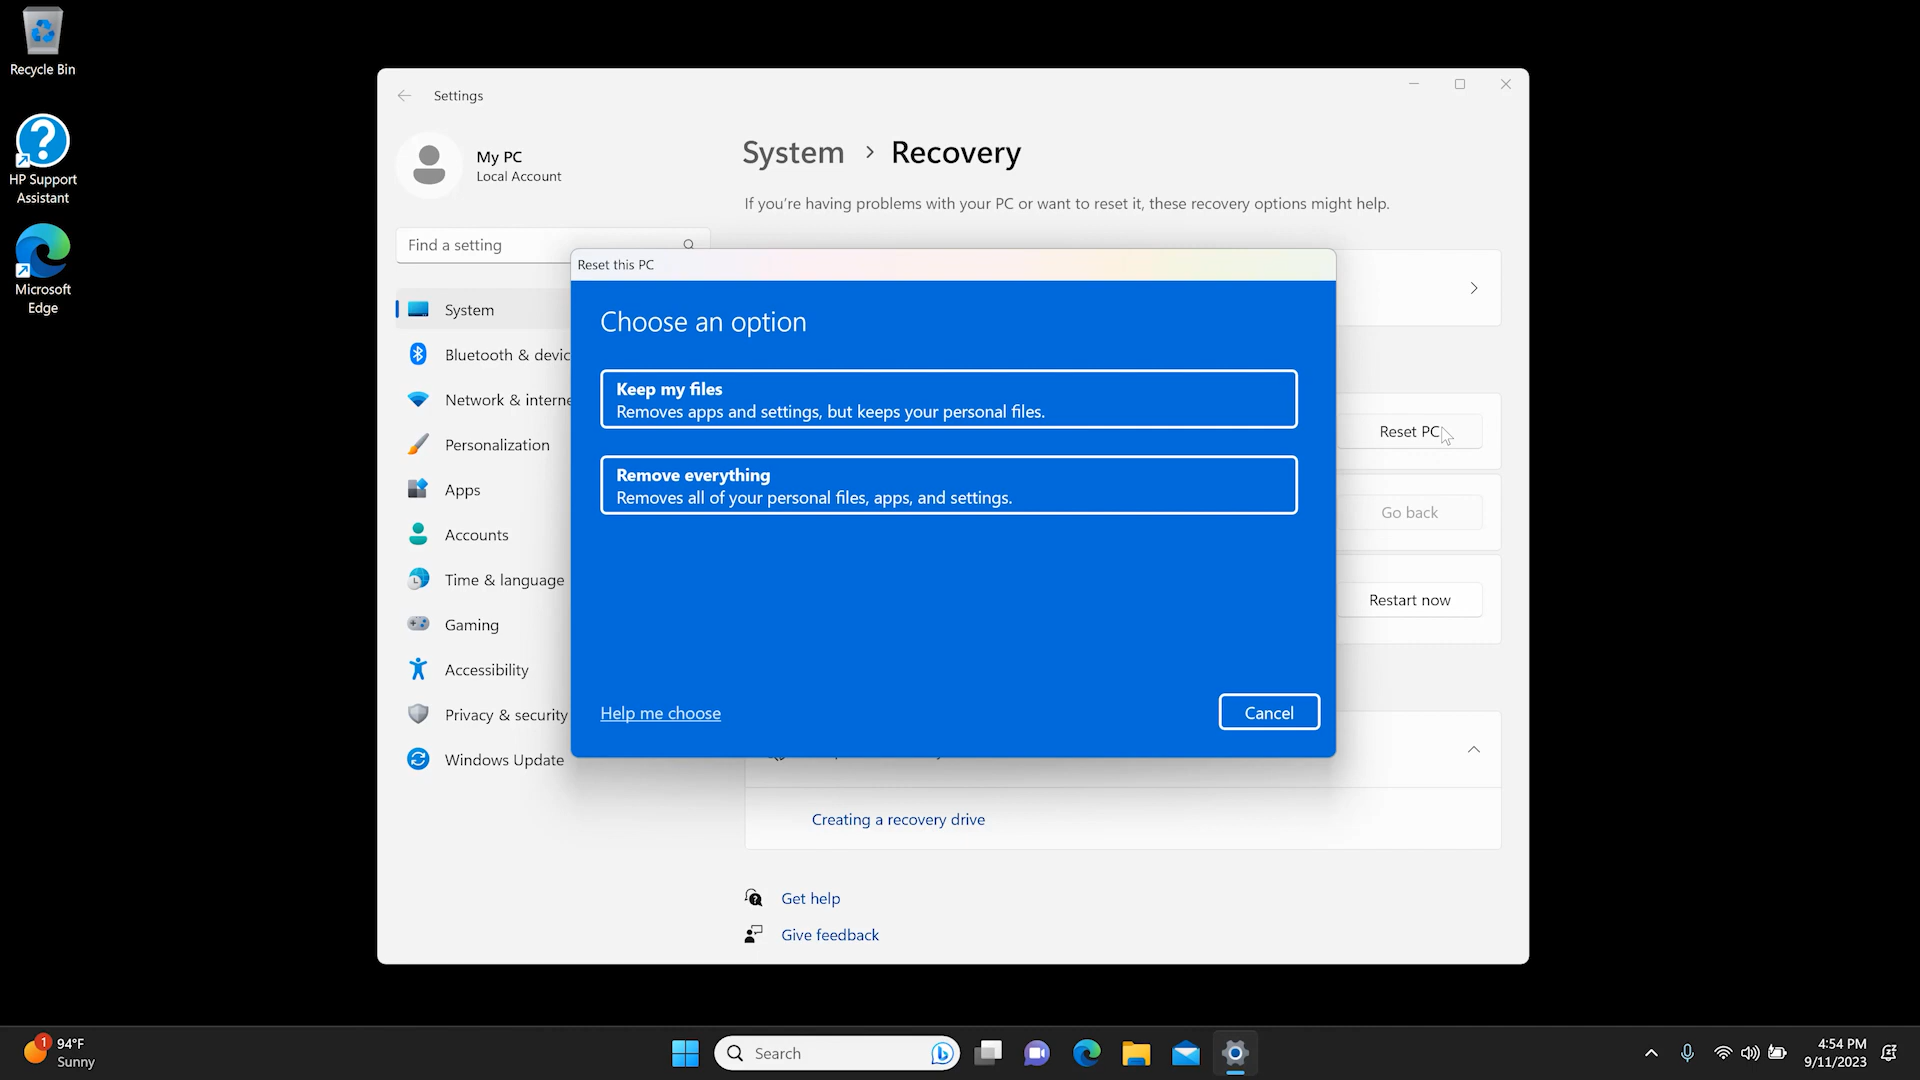 Recycle Bin
HP Support
Assistant
Microsoft
Edge
Settings
My PC
Local Account
Find a setting
System
Bluetooth & devic
Network & interne
Personalization
Apps
Accounts
Time & language
Gaming
Accessibility
Privacy & security
Windows Update
System > Recovery
If you're having problems with your PC or want to reset it, these recovery options might help.
Reset this PC
Choose an option
Keep my files
Removes apps and settings, but keeps your personal files.
Remove everything
Removes all of your personal files, apps, and settings.
Help me choose
Cancel
Reset PC
Go back
Restart now
Creating a recovery drive
Get help
Give feedback
1
94°F
Sunny
Search
4:54 PM
9/11/2023